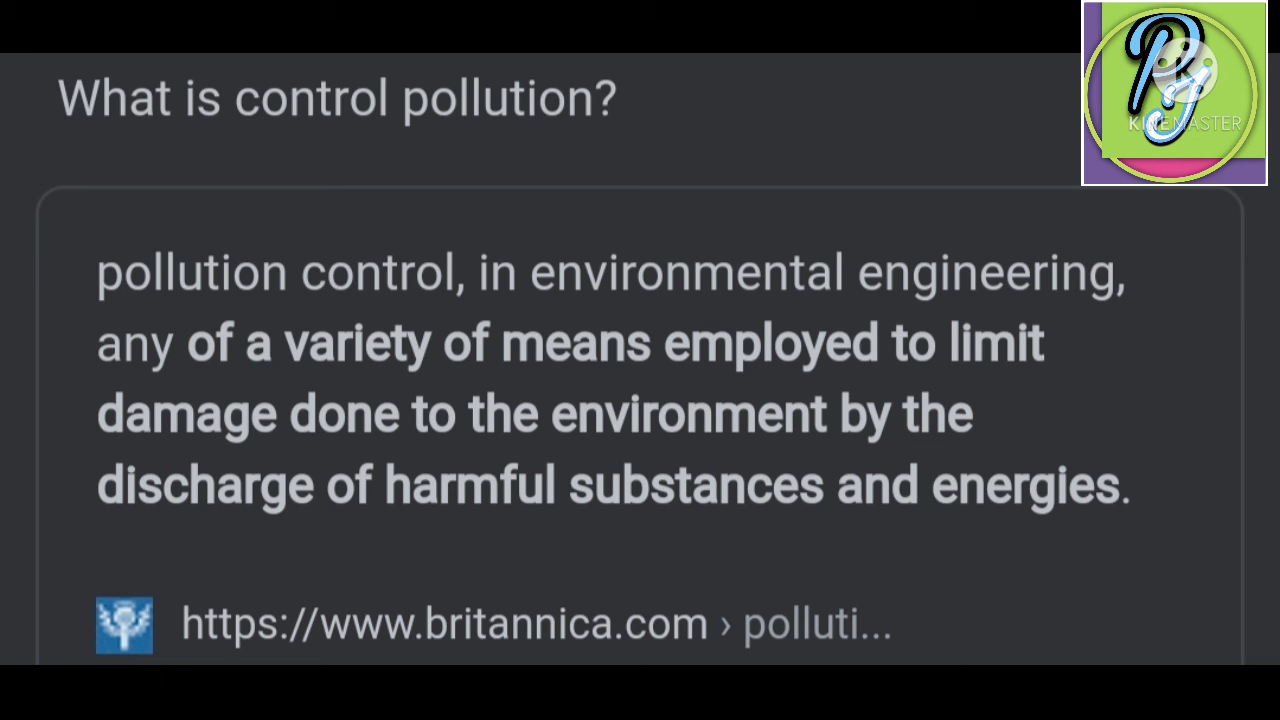 What is control pollution?
Pj
KINEMASTER
pollution control, in environmental engineering,
any of a variety of means employed to limit
damage done to the environment by the
discharge of harmful substances and energies.
https://www.britannica.com › polluti...